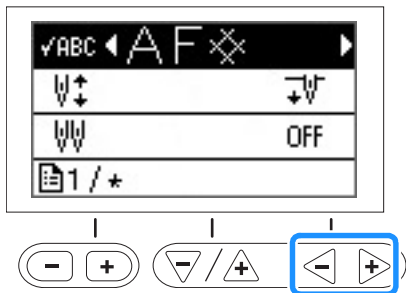 ✓ABC A F
OFF
1 / *
- +
- / +
- +